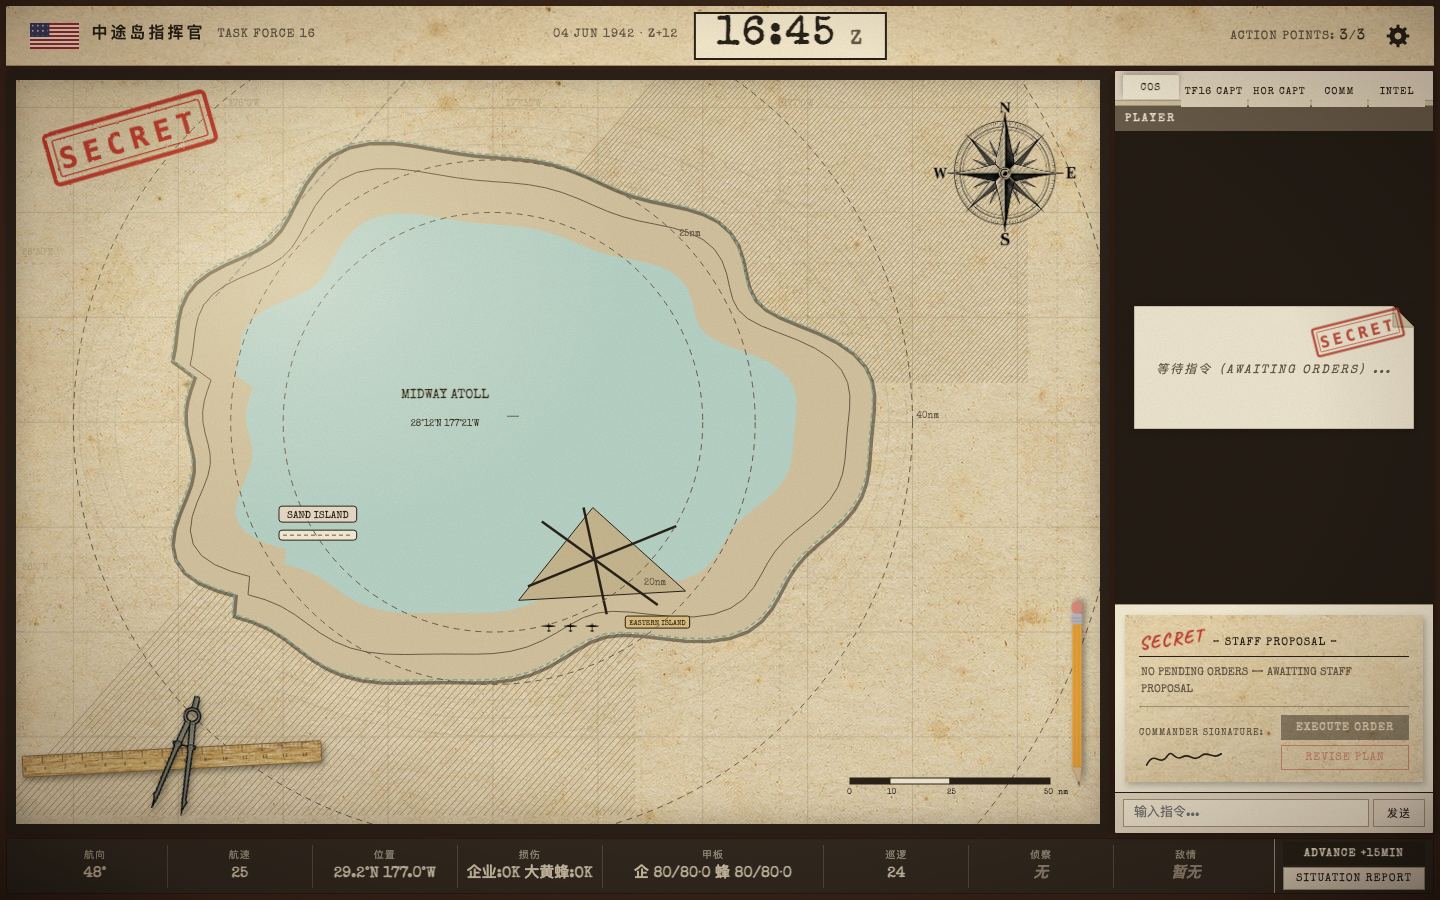 中途岛指挥官 TASK FORCE 16
04 JUN 1942 · Z+12
16:45 Z
ACTION POINTS: 3/3
SECRET
177°W
25nm
N
W E
S
MIDWAY ATOLL
28°12'N 177°21'W
40nm
SAND ISLAND
20nm
EASTERN ISLAND
0 10 25 50 nm
COS TF16 CAPT HOR CAPT COMM INTEL
PLAYER
SECRET
等待指令 (AWAITING ORDERS) ...
SECRET - STAFF PROPOSAL -
NO PENDING ORDERS — AWAITING STAFF
PROPOSAL
COMMANDER SIGNATURE:
EXECUTE ORDER
REVISE PLAN
输入指令...
发送
航向 航速 位置 损伤 甲板 巡逻 侦察 敌情
48° 25 29.2°N 177.0°W 企业:OK 大黄蜂:OK 企 80/80·0 蜂 80/80·0 24 无 暂无
ADVANCE +15MIN
SITUATION REPORT